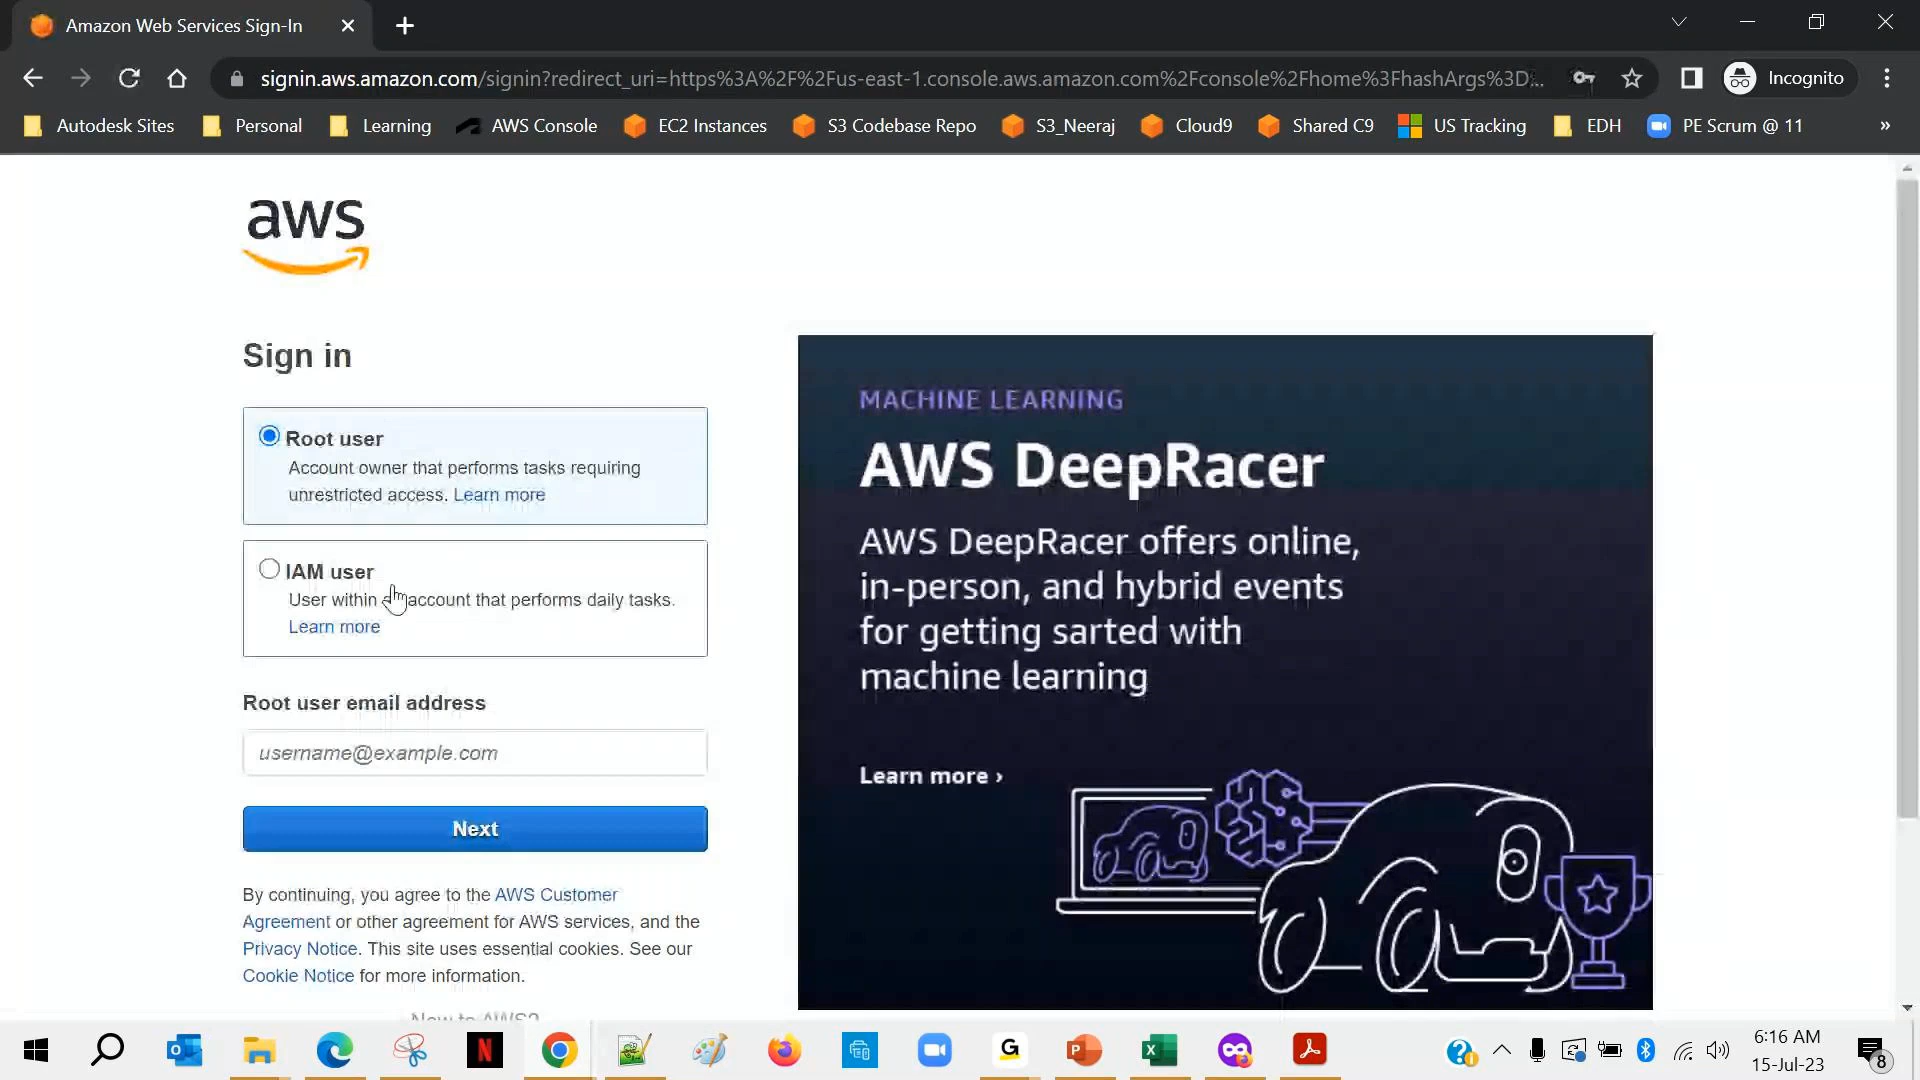 Amazon Web Services Sign-In
signin.aws.amazon.com/signin?redirect_uri=https%3A%2F%2Fus-east-1.console.aws.amazon.com%2Fconsole%2Fhome%3FhashArgs%3D...
Incognito
Autodesk Sites
Personal
Learning
AWS Console
EC2 Instances
S3 Codebase Repo
S3_Neeraj
Cloud9
Shared C9
US Tracking
EDH
PE Scrum @ 11
»
aws
Sign in
Root user
Account owner that performs tasks requiring
unrestricted access. Learn more
IAM user
User within account that performs daily tasks.
Learn more
Root user email address
username@example.com
Next
By continuing, you agree to the AWS Customer
Agreement or other agreement for AWS services, and the
Privacy Notice. This site uses essential cookies. See our
Cookie Notice for more information.
New to AWS?
MACHINE LEARNING
AWS DeepRacer
AWS DeepRacer offers online,
in-person, and hybrid events
for getting sarted with
machine learning
Learn more ›
6:16 AM
15-Jul-23
8